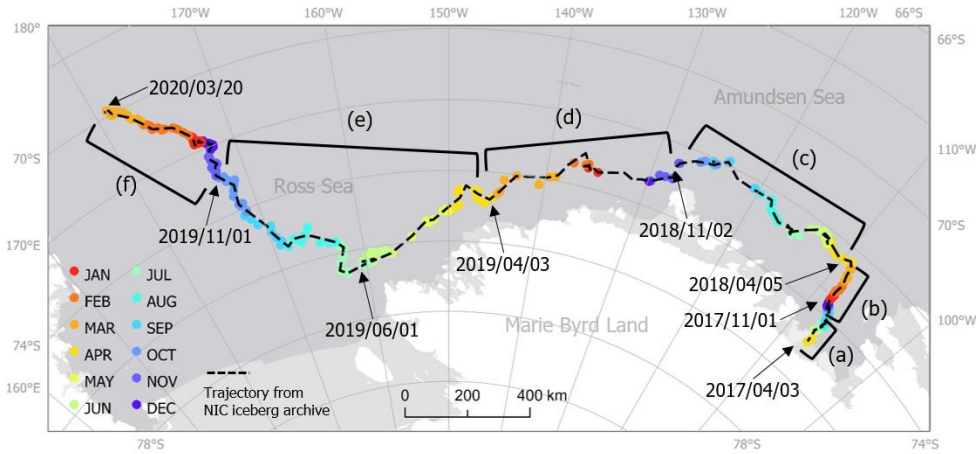 170°W
160°W
150°W
140°W
130°W
120°W
66°S
180°
66°S
2020/03/20
(e)
(d)
Amundsen Sea
(c)
110°W
70°S
(f)
Ross Sea
2019/11/01
2018/11/02
70°S
170°E
2019/04/03
2018/04/05
JAN
JUL
FEB
AUG
2017/11/01
(b)
MAR
SEP
2019/06/01
Marie Byrd Land
100°W
74°S
APR
OCT
(a)
MAY
NOV
Trajectory from
NIC iceberg archive
0
200
400 km
2017/04/03
160°E
JUN
DEC
78°S
78°S
74°S